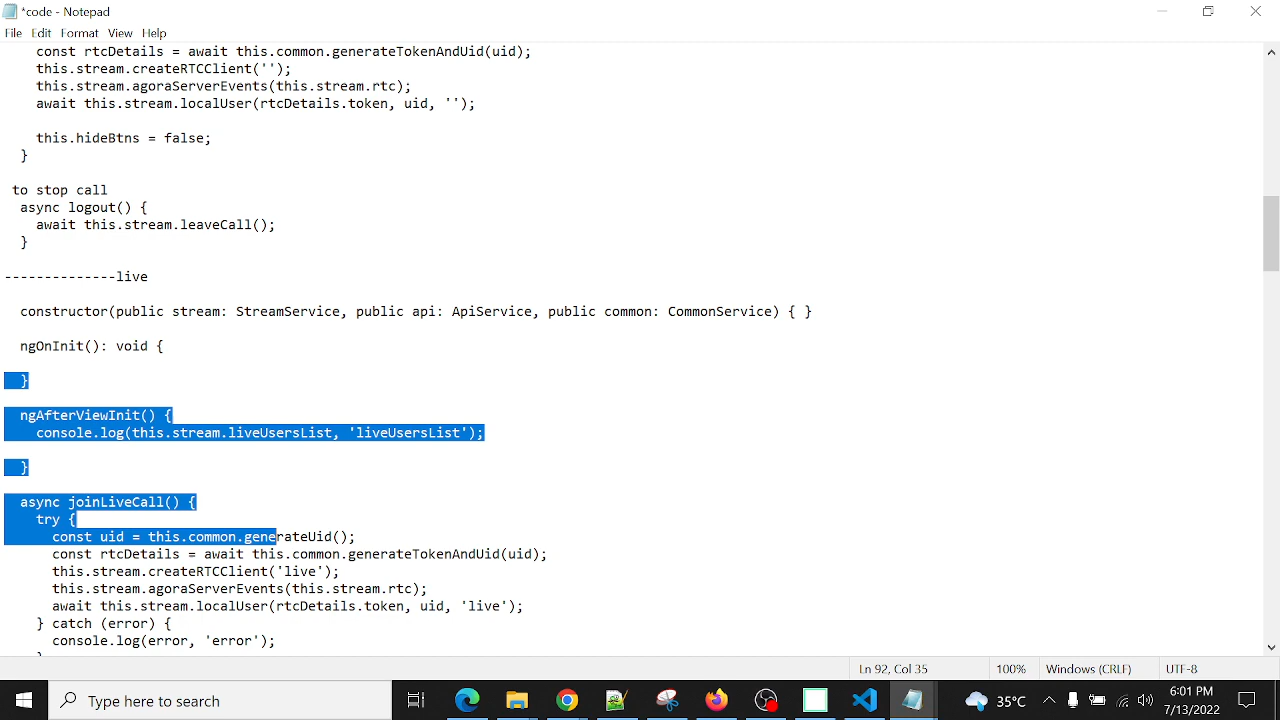 *code - Notepad
File Edit Format View Help
const rtcDetails = await this.common.generateTokenAndUid(uid);
this.stream.createRTCClient('');
this.stream.agoraServerEvents(this.stream.rtc);
await this.stream.localUser(rtcDetails.token, uid, '');
this.hideBtns = false;
}
to stop call
async logout() {
await this.stream.leaveCall();
}
--------------live
constructor(public stream: StreamService, public api: ApiService, public common: CommonService) { }
ngOnInit(): void {
}
ngAfterViewInit() {
console.log(this.stream.liveUsersList, 'liveUsersList');
}
async joinLiveCall() {
try {
const uid = this.common.generateUid();
const rtcDetails = await this.common.generateTokenAndUid(uid);
this.stream.createRTCClient('live');
this.stream.agoraServerEvents(this.stream.rtc);
await this.stream.localUser(rtcDetails.token, uid, 'live');
} catch (error) {
console.log(error, 'error');
Ln 92, Col 35 100% Windows (CRLF) UTF-8
Type here to search
35°C
6:01 PM
7/13/2022